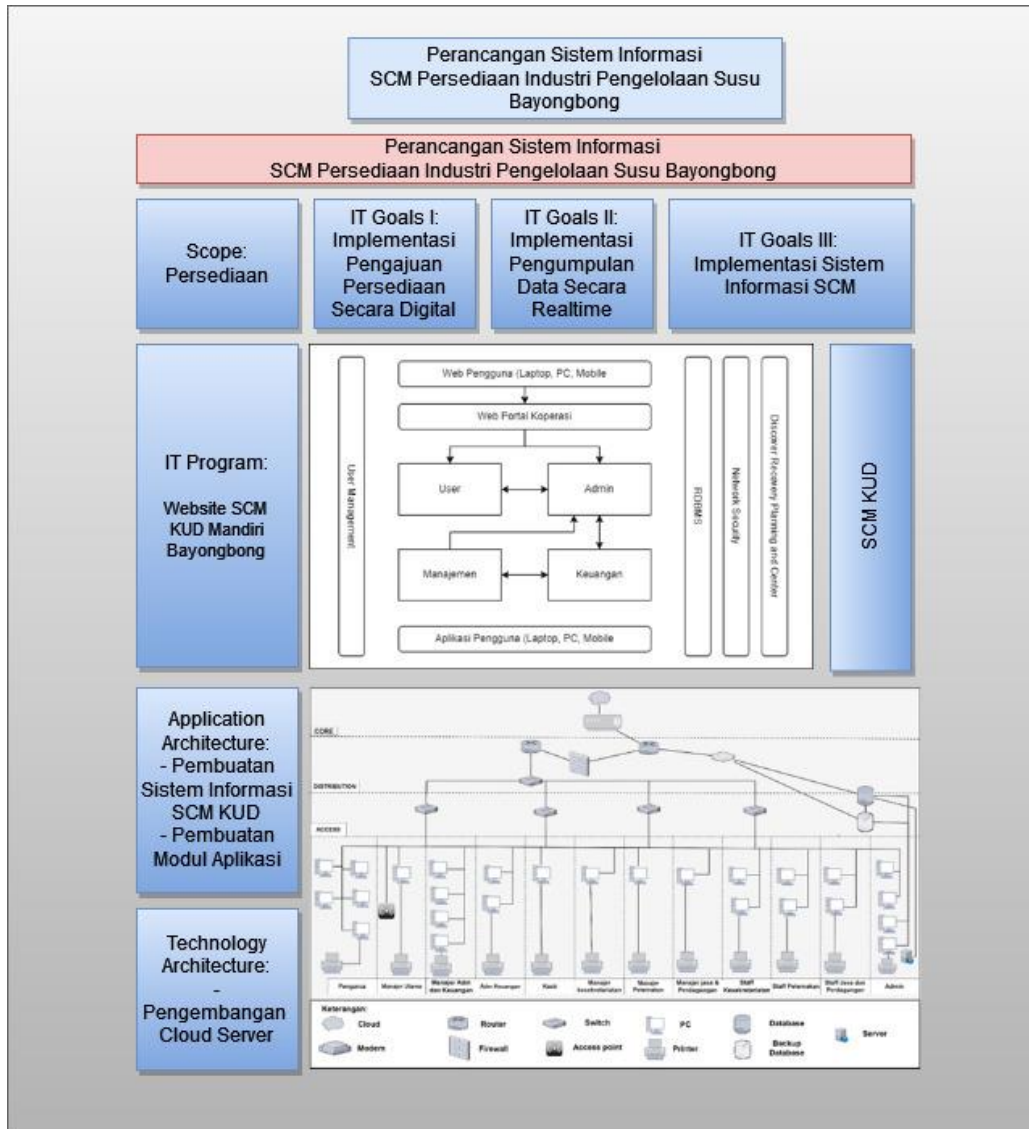 Perancangan Sistem Informasi
SCM Persediaan Industri Pengelolaan Susu
Bayongbong
Perancangan Sistem Informasi
SCM Persediaan Industri Pengelolaan Susu Bayongbong
Scope:
Persediaan
IT Goals I:
Implementasi
Pengajuan
Persediaan
Secara Digital
IT Goals II:
Implementasi
Pengumpulan
Data Secara
Realtime
IT Goals III:
Implementasi Sistem
Informasi SCM
IT Program:
Website SCM
KUD Mandiri
Bayongbong
User Management
Web Pengguna (Laptop, PC, Mobile
Web Portal Koperasi
User
Admin
Manajemen
Keuangan
Aplikasi Pengguna (Laptop, PC, Mobile
RDBMS
Network Security
Discover Recovery Planning and Center
SCM KUD
Application
Architecture:
- Pembuatan
Sistem Informasi
SCM KUD
- Pembuatan
Modul Aplikasi
Technology
Architecture:
-
Pengembangan
Cloud Server
CORE
DISTRIBUTION
ACCESS
Pengurus
Manajer Utama
Manajer Adm
dan Keuangan
Adm Keuangan
Kasir
Manajer
kesekretariatan
Manajer
Peternakan
Manajer jasa &
Perdagangan
Staff
Kesekretariatan
Staff Peternakan
Staff Jasa dan
Perdagangan
Admin
Keterangan:
Cloud
Router
Switch
PC
Database
Server
Modem
Firewall
Access point
Printer
Backup
Database